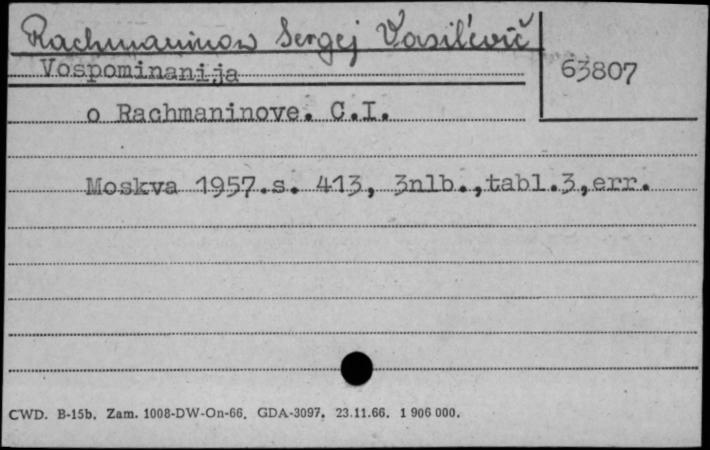 Rachmaninow Sergej Vasil'evič
Vospominanija
63807
o Rachmaninove. C.I.
Moskva 1957.s. 413, 3nlb.,tabl.3,err.
CWD. B-15b. Zam. 1008-DW-On-66. GDA-3097. 23.11.66. 1 906 000.